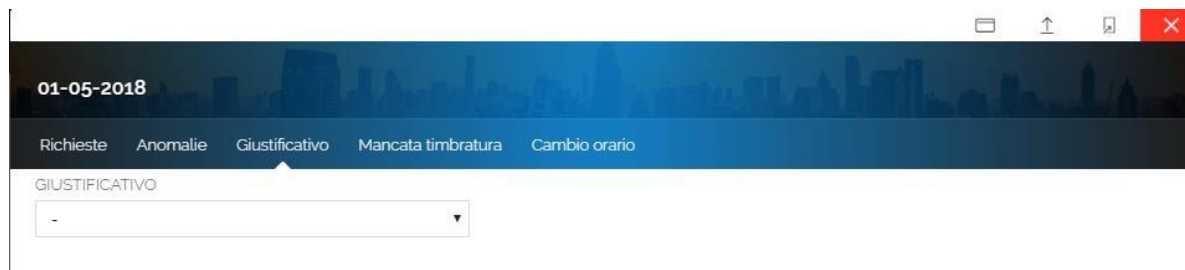 01-05-2018
Richieste Anomalie Giustificativo Mancata timbratura Cambio orario
GIUSTIFICATIVO
-